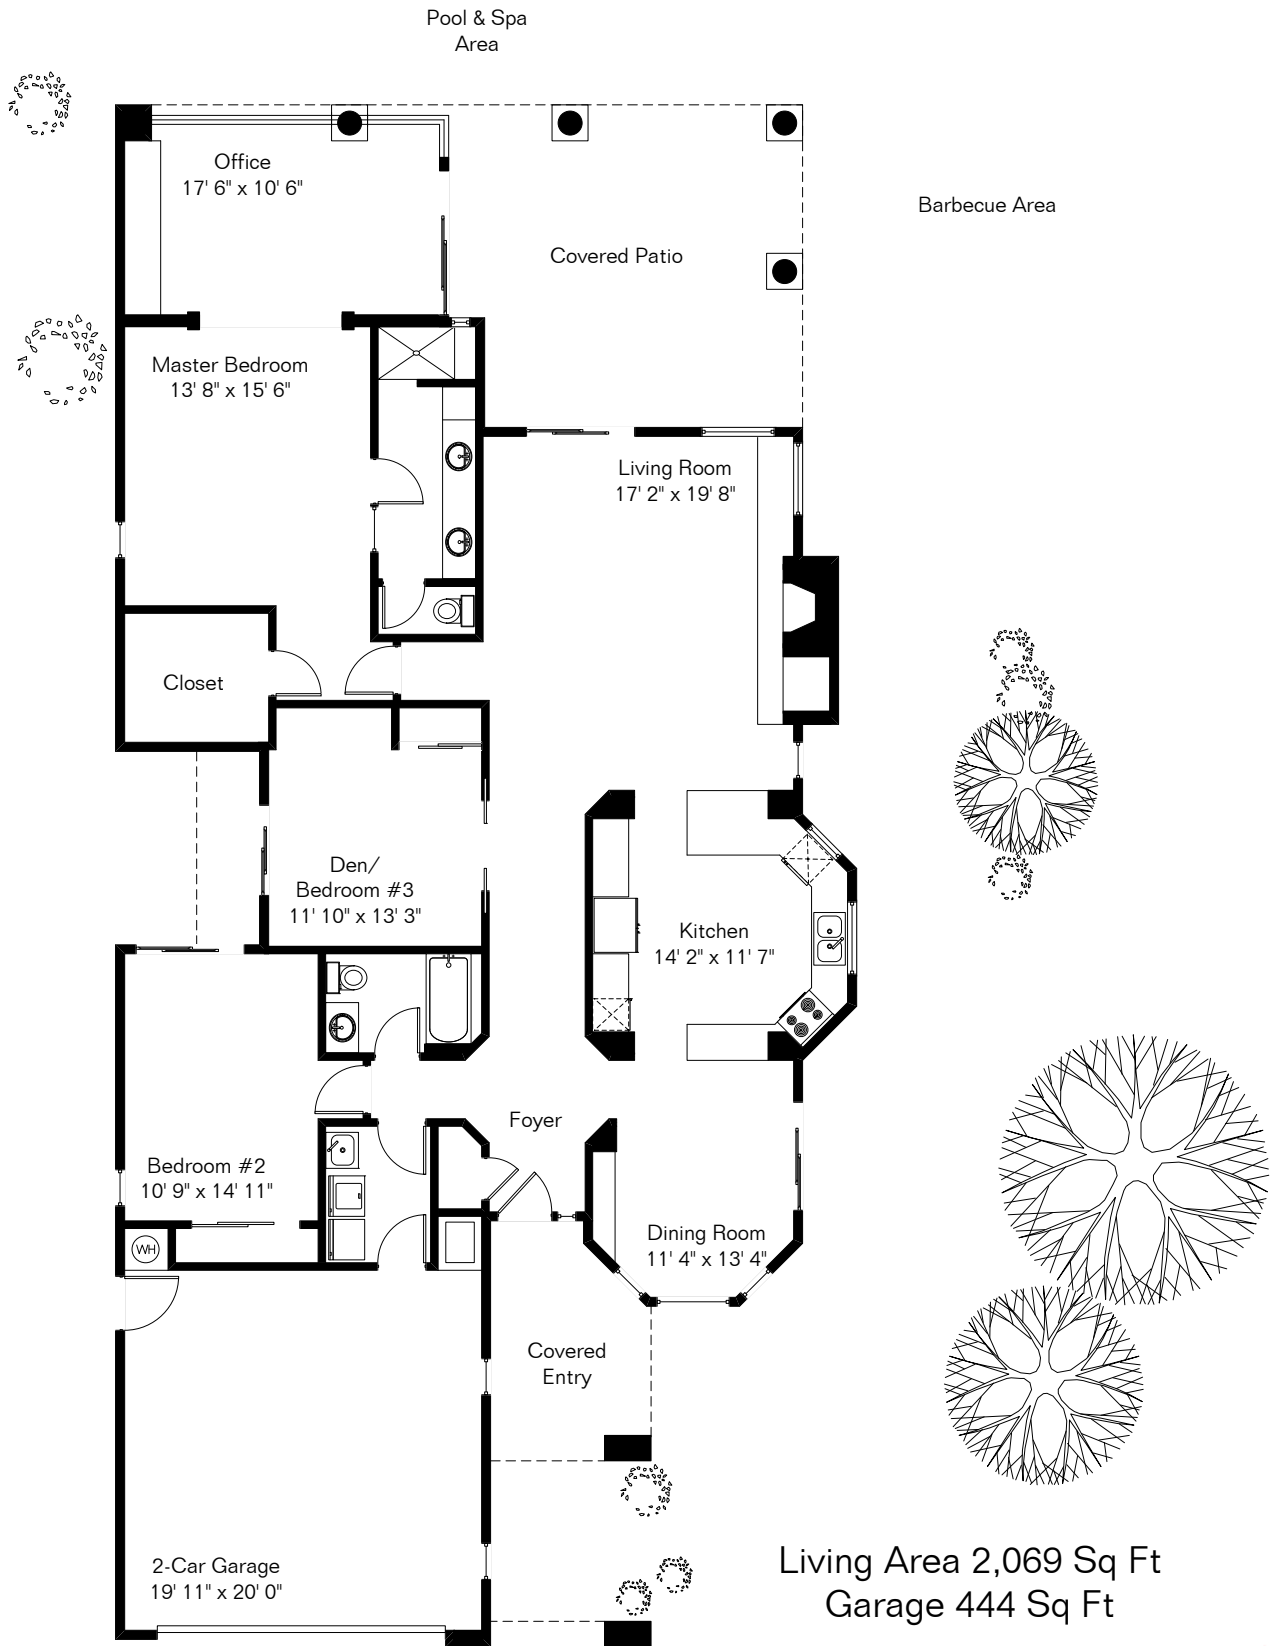 Pool & Spa
Area
Office
17' 6" x 10' 6"
Barbecue Area
Covered Patio
Master Bedroom
13' 8" x 15' 6"
Living Room
17' 2" x 19' 8"
Closet
Den/
Bedroom #3
11' 10" x 13' 3"
Kitchen
14' 2" x 11' 7"
Foyer
Bedroom #2
10' 9" x 14' 11"
WH
Dining Room
11' 4" x 13' 4"
Covered
Entry
2-Car Garage
19' 11" x 20' 0"
Living Area 2,069 Sq Ft
Garage 444 Sq Ft